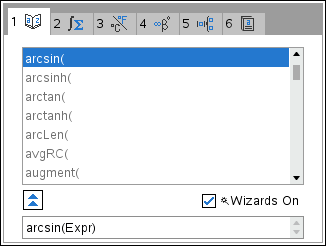 1 2 ∫Σ 3 °C °F 4 ∞β° 5 6
arcsin(
arcsinh(
arctan(
arctanh(
arcLen(
avgRC(
augment(
Wizards On
arcsin(Expr)